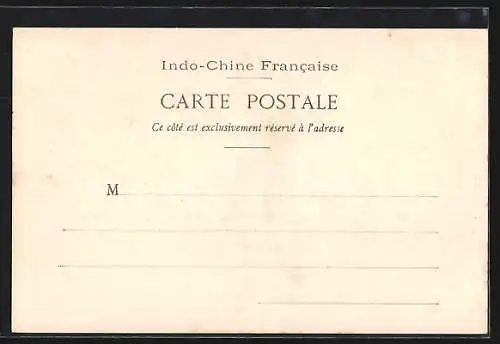 Indo-Chine Française
CARTE POSTALE
Ce côté est exclusivement réservé à l'adresse
M